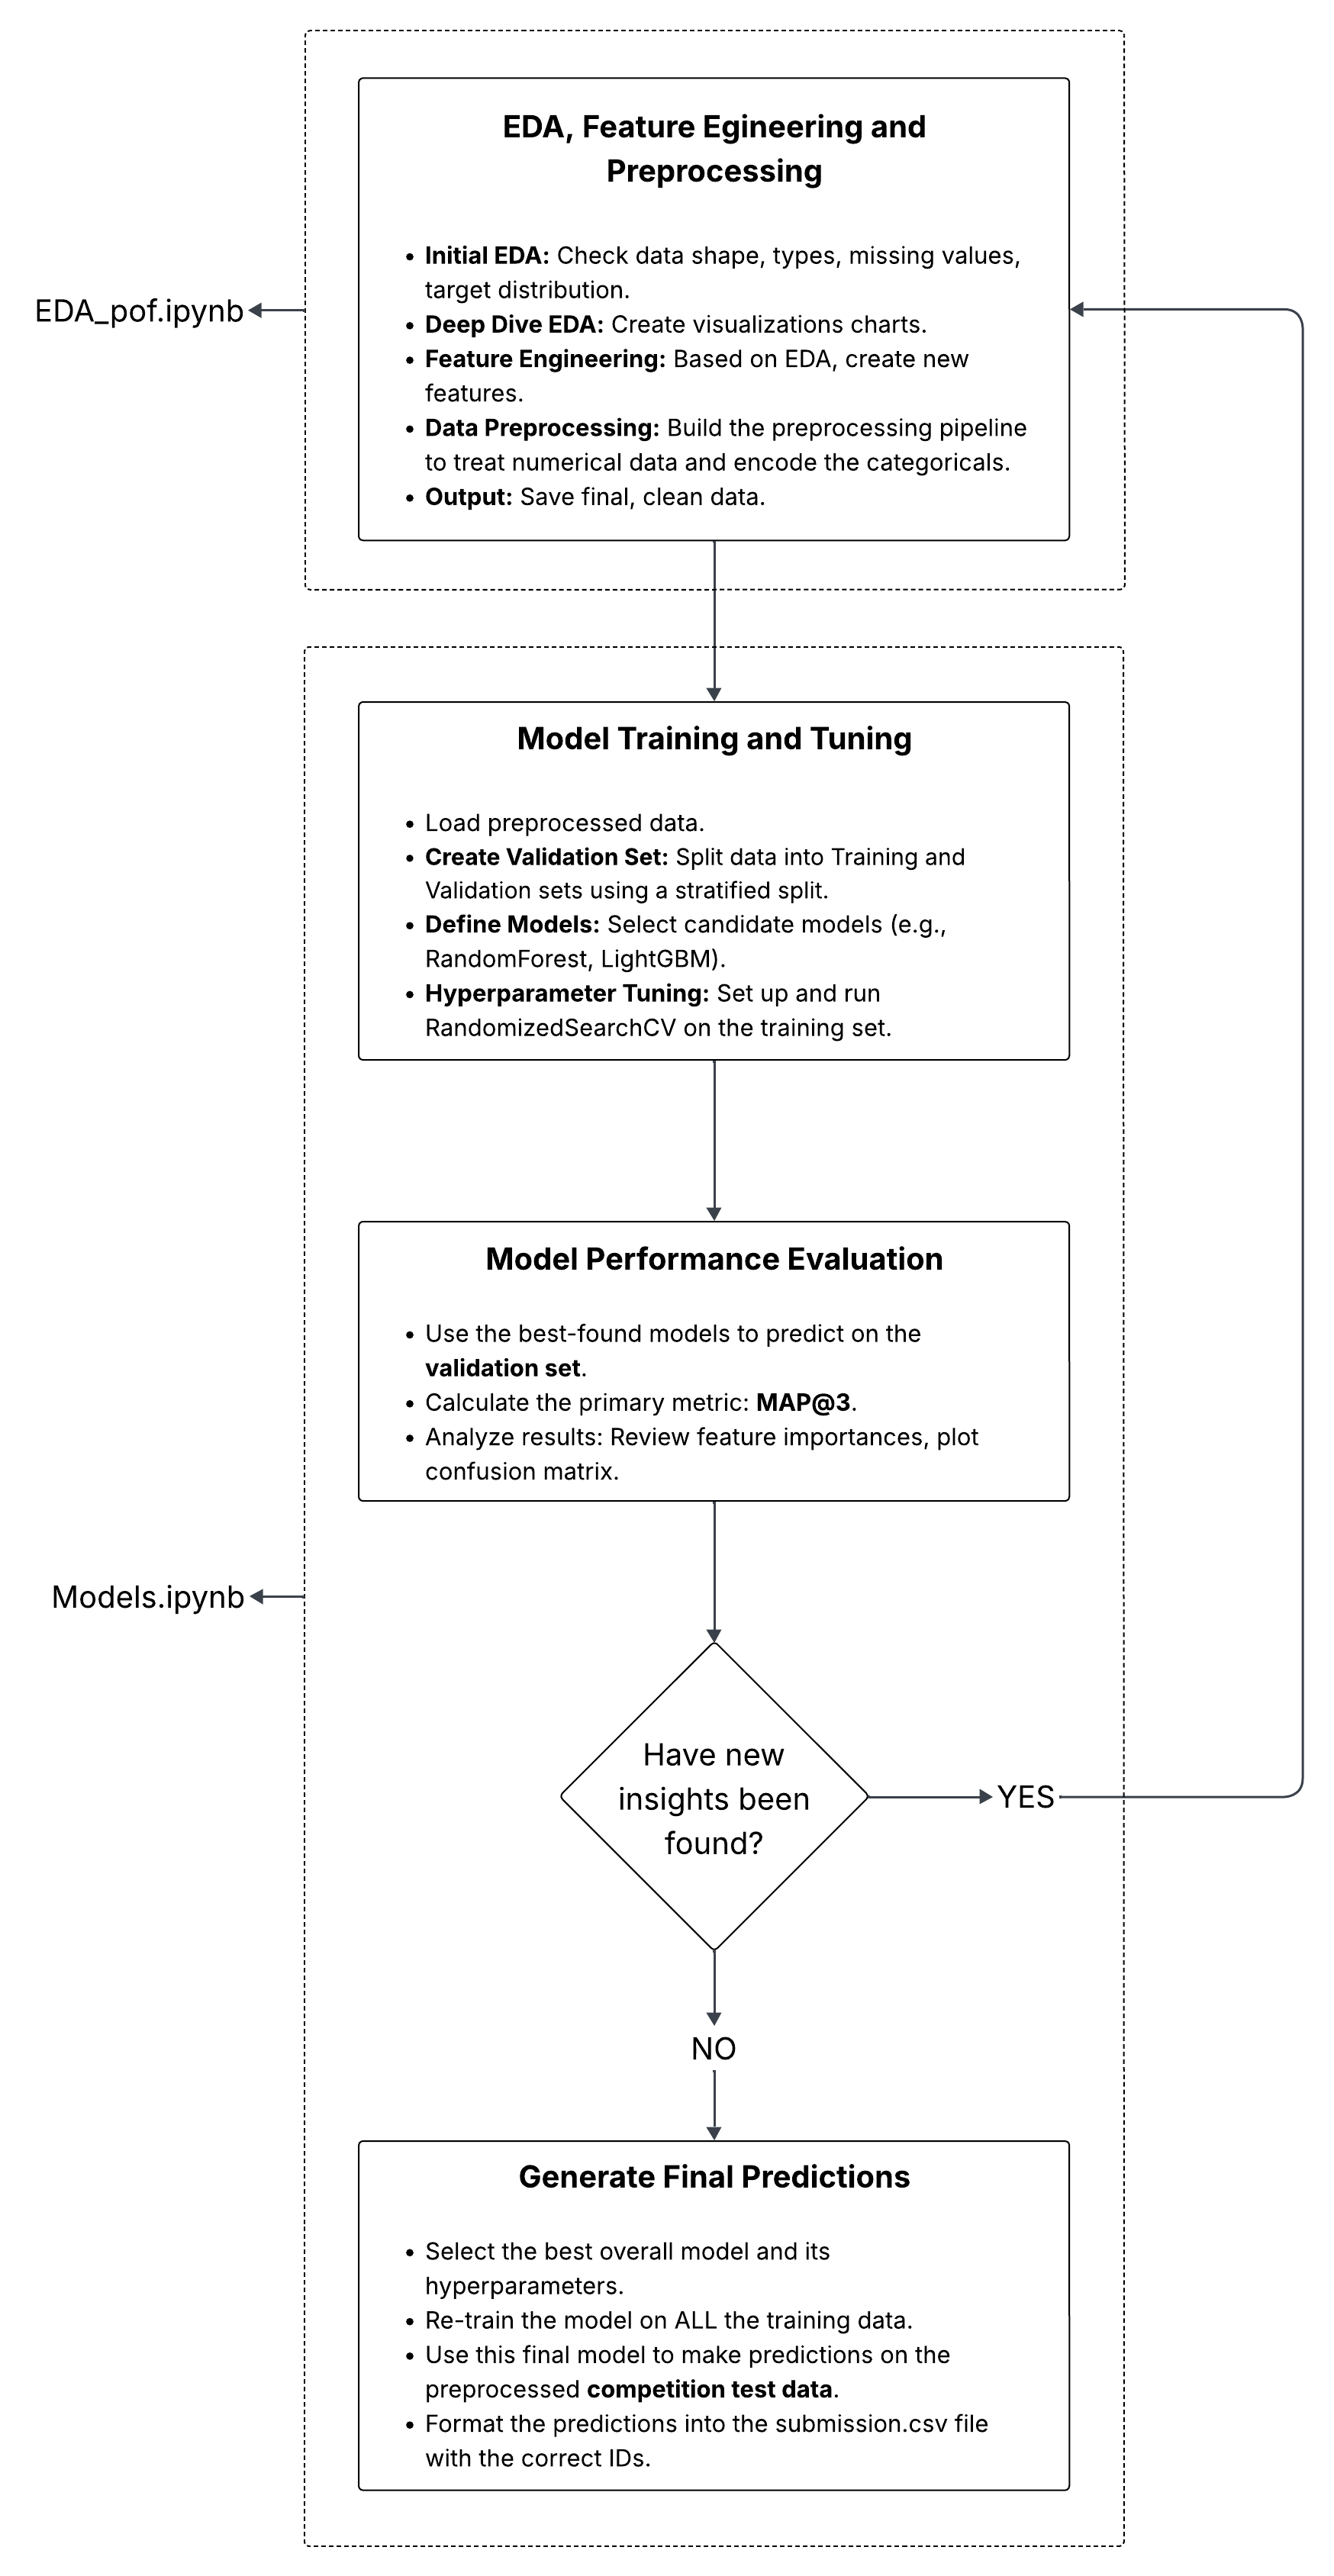 EDA, Feature Egineering and
Preprocessing
• Initial EDA: Check data shape, types, missing values,
target distribution.
• Deep Dive EDA: Create visualizations charts.
• Feature Engineering: Based on EDA, create new
features.
• Data Preprocessing: Build the preprocessing pipeline
to treat numerical data and encode the categoricals.
• Output: Save final, clean data.
EDA_pof.ipynb
Model Training and Tuning
• Load preprocessed data.
• Create Validation Set: Split data into Training and
Validation sets using a stratified split.
• Define Models: Select candidate models (e.g.,
RandomForest, LightGBM).
• Hyperparameter Tuning: Set up and run
RandomizedSearchCV on the training set.
Model Performance Evaluation
• Use the best-found models to predict on the
validation set.
• Calculate the primary metric: MAP@3.
• Analyze results: Review feature importances, plot
confusion matrix.
Models.ipynb
Have new
insights been
found?
YES
NO
Generate Final Predictions
• Select the best overall model and its
hyperparameters.
• Re-train the model on ALL the training data.
• Use this final model to make predictions on the
preprocessed competition test data.
• Format the predictions into the submission.csv file
with the correct IDs.